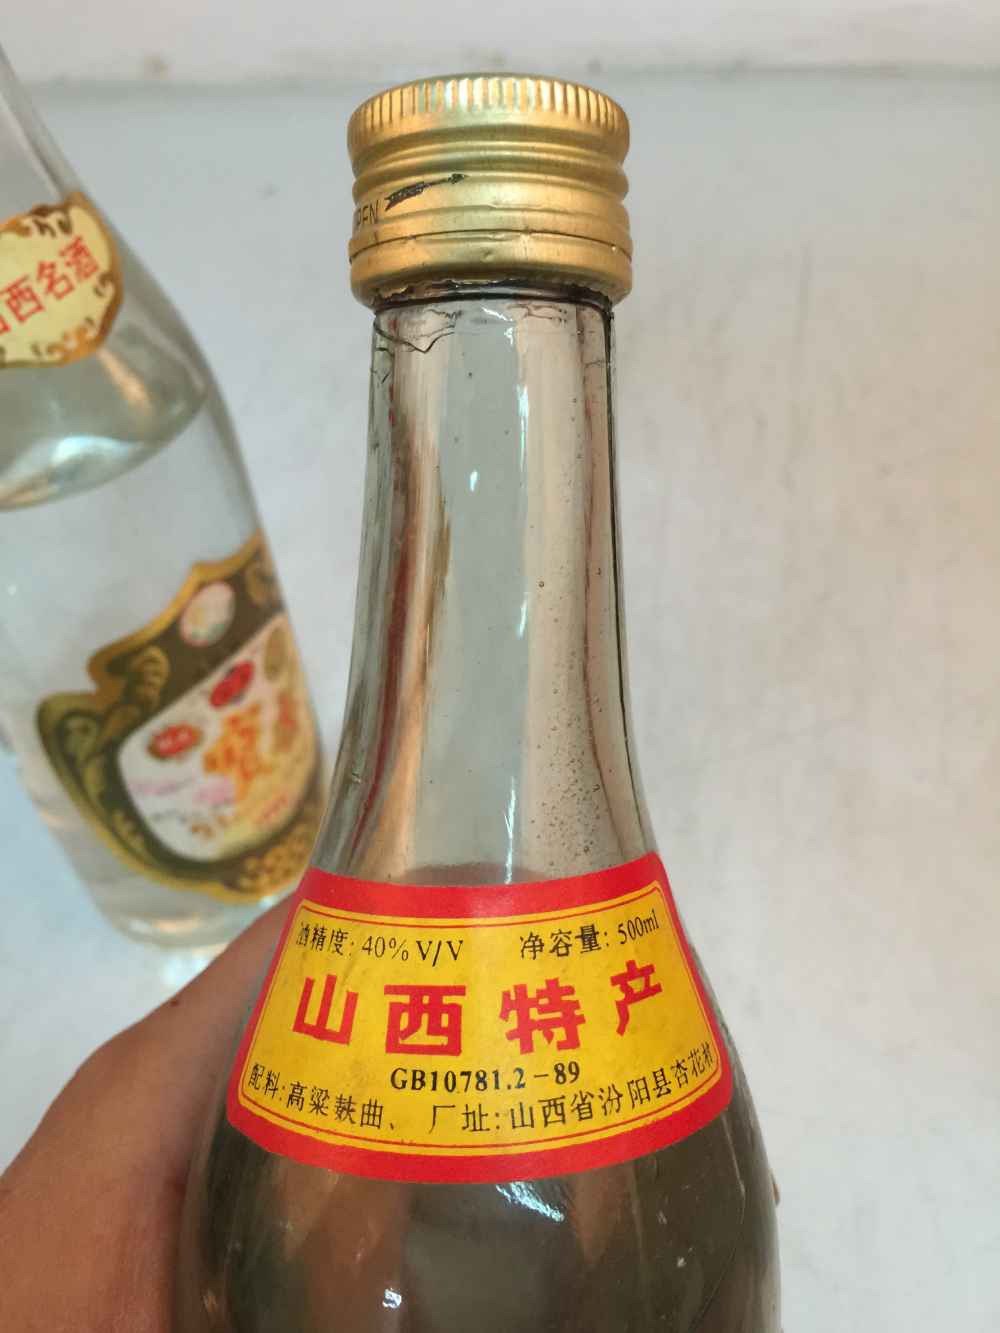 西名酒
酒精度: 40% V/V 净容量: 500ml
山西特产
GB10781.2-89
配料:高粱麸曲、 厂址:山西省汾阳县杏花村